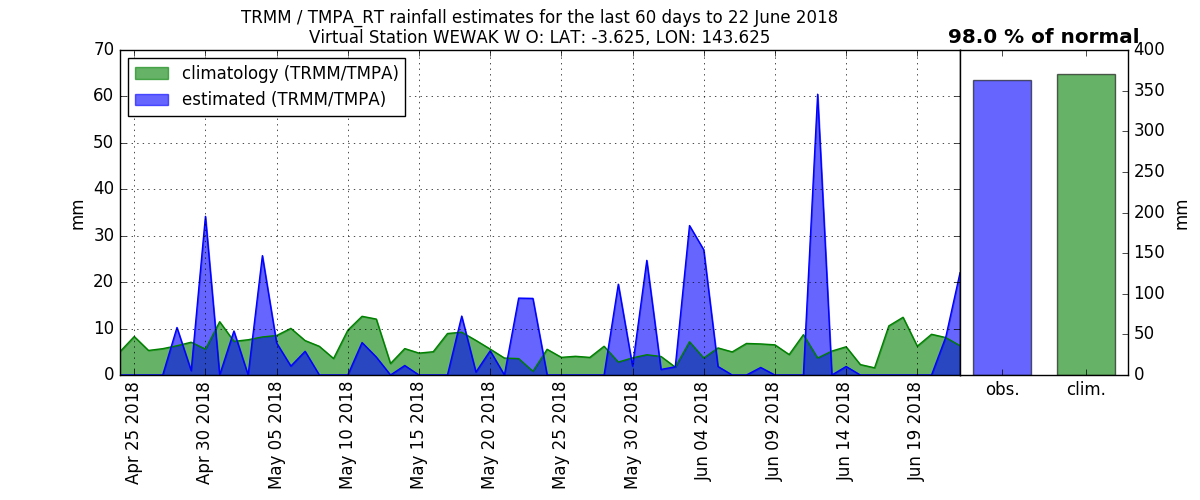 TRMM / TMPA_RT rainfall estimates for the last 60 days to 22 June 2018
Virtual Station WEWAK W O: LAT: -3.625, LON: 143.625
98.0 % of normal
climatology (TRMM/TMPA)
estimated (TRMM/TMPA)
70
60
50
40
30
20
10
0
mm
Apr 25 2018
Apr 30 2018
May 05 2018
May 10 2018
May 15 2018
May 20 2018
May 25 2018
May 30 2018
Jun 04 2018
Jun 09 2018
Jun 14 2018
Jun 19 2018
obs.
clim.
400
350
300
250
200
150
100
50
0
mm